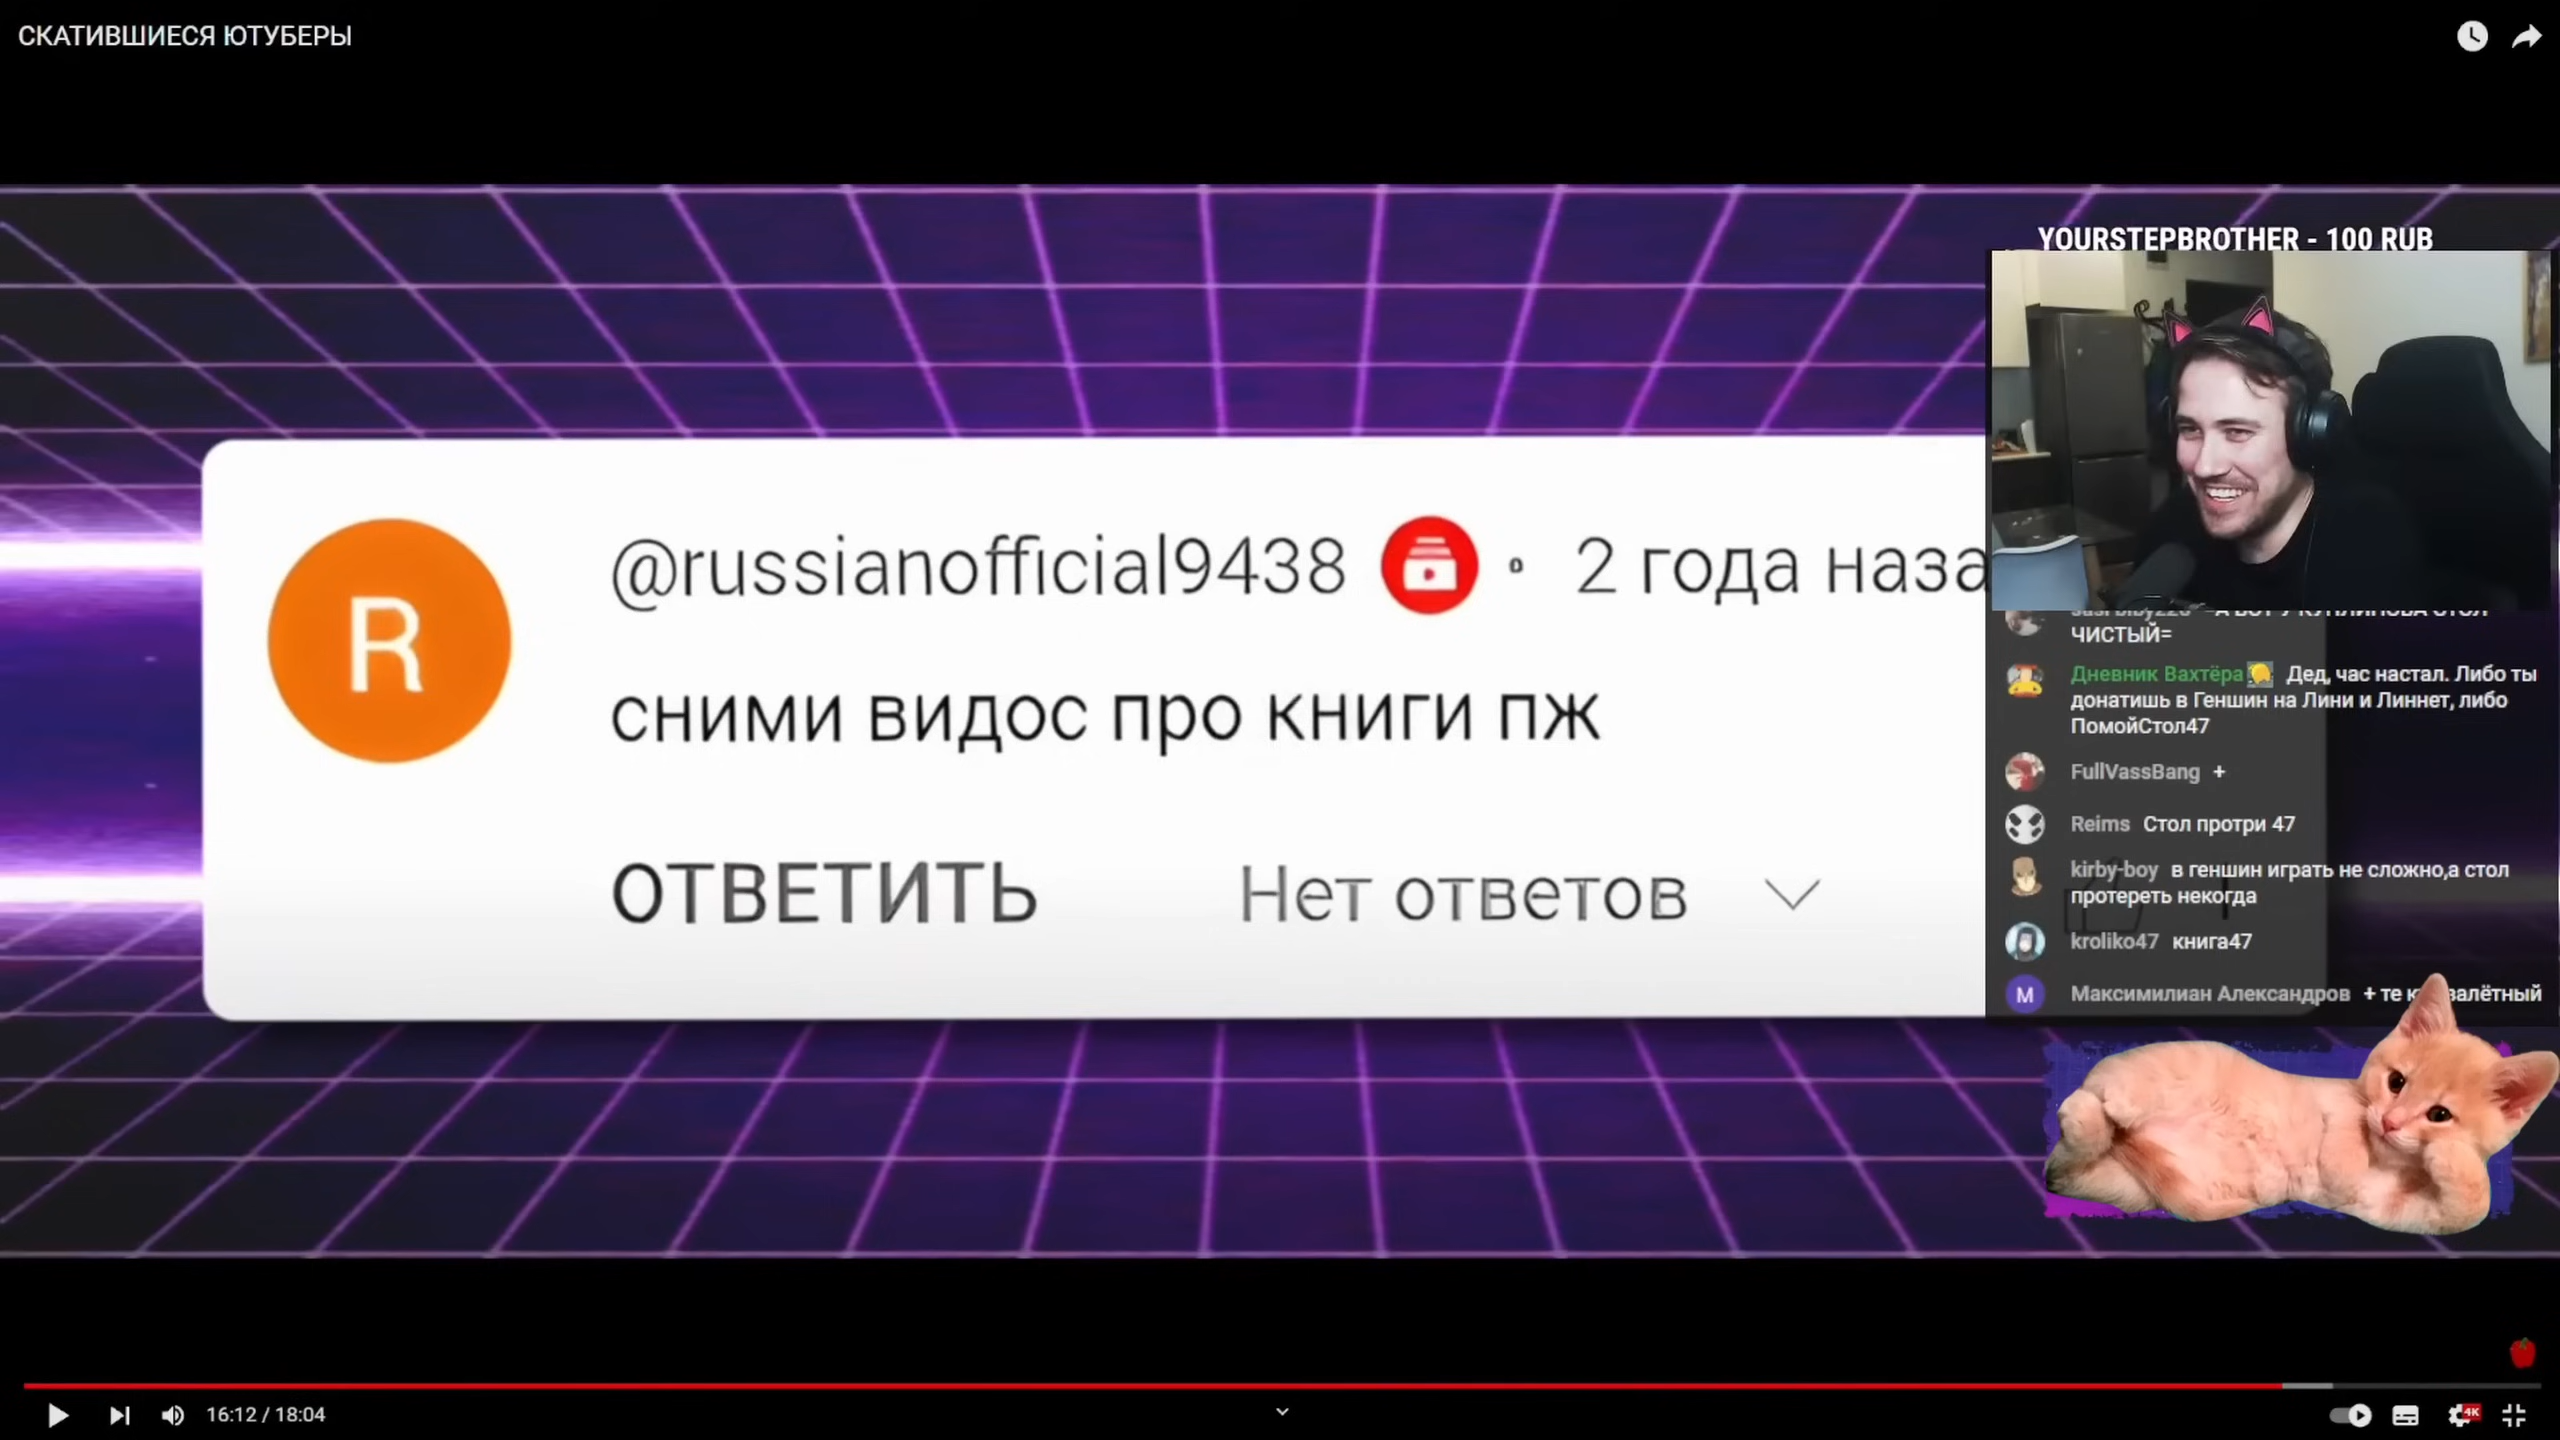 СКАТИВШИЕСЯ ЮТУБЕРЫ
YOURSTEPBROTHER - 100 RUB
@russianofficial9438 2 года наза
R
сними видос про книги пж
ОТВЕТИТЬ Нет ответов
ЧИСТЫЙ=
Дневник Вахтёра Дед, час настал. Либо ты
донатишь в Геншин на Лини и Линнет, либо
ПомойСтол47
FullVassBang +
Reims Стол протри 47
kirby-boy в геншин играть не сложно,а стол
протереть некогда
kroliko47 книга47
M Максимилиан Александров + те
16:12 / 18:04
4K